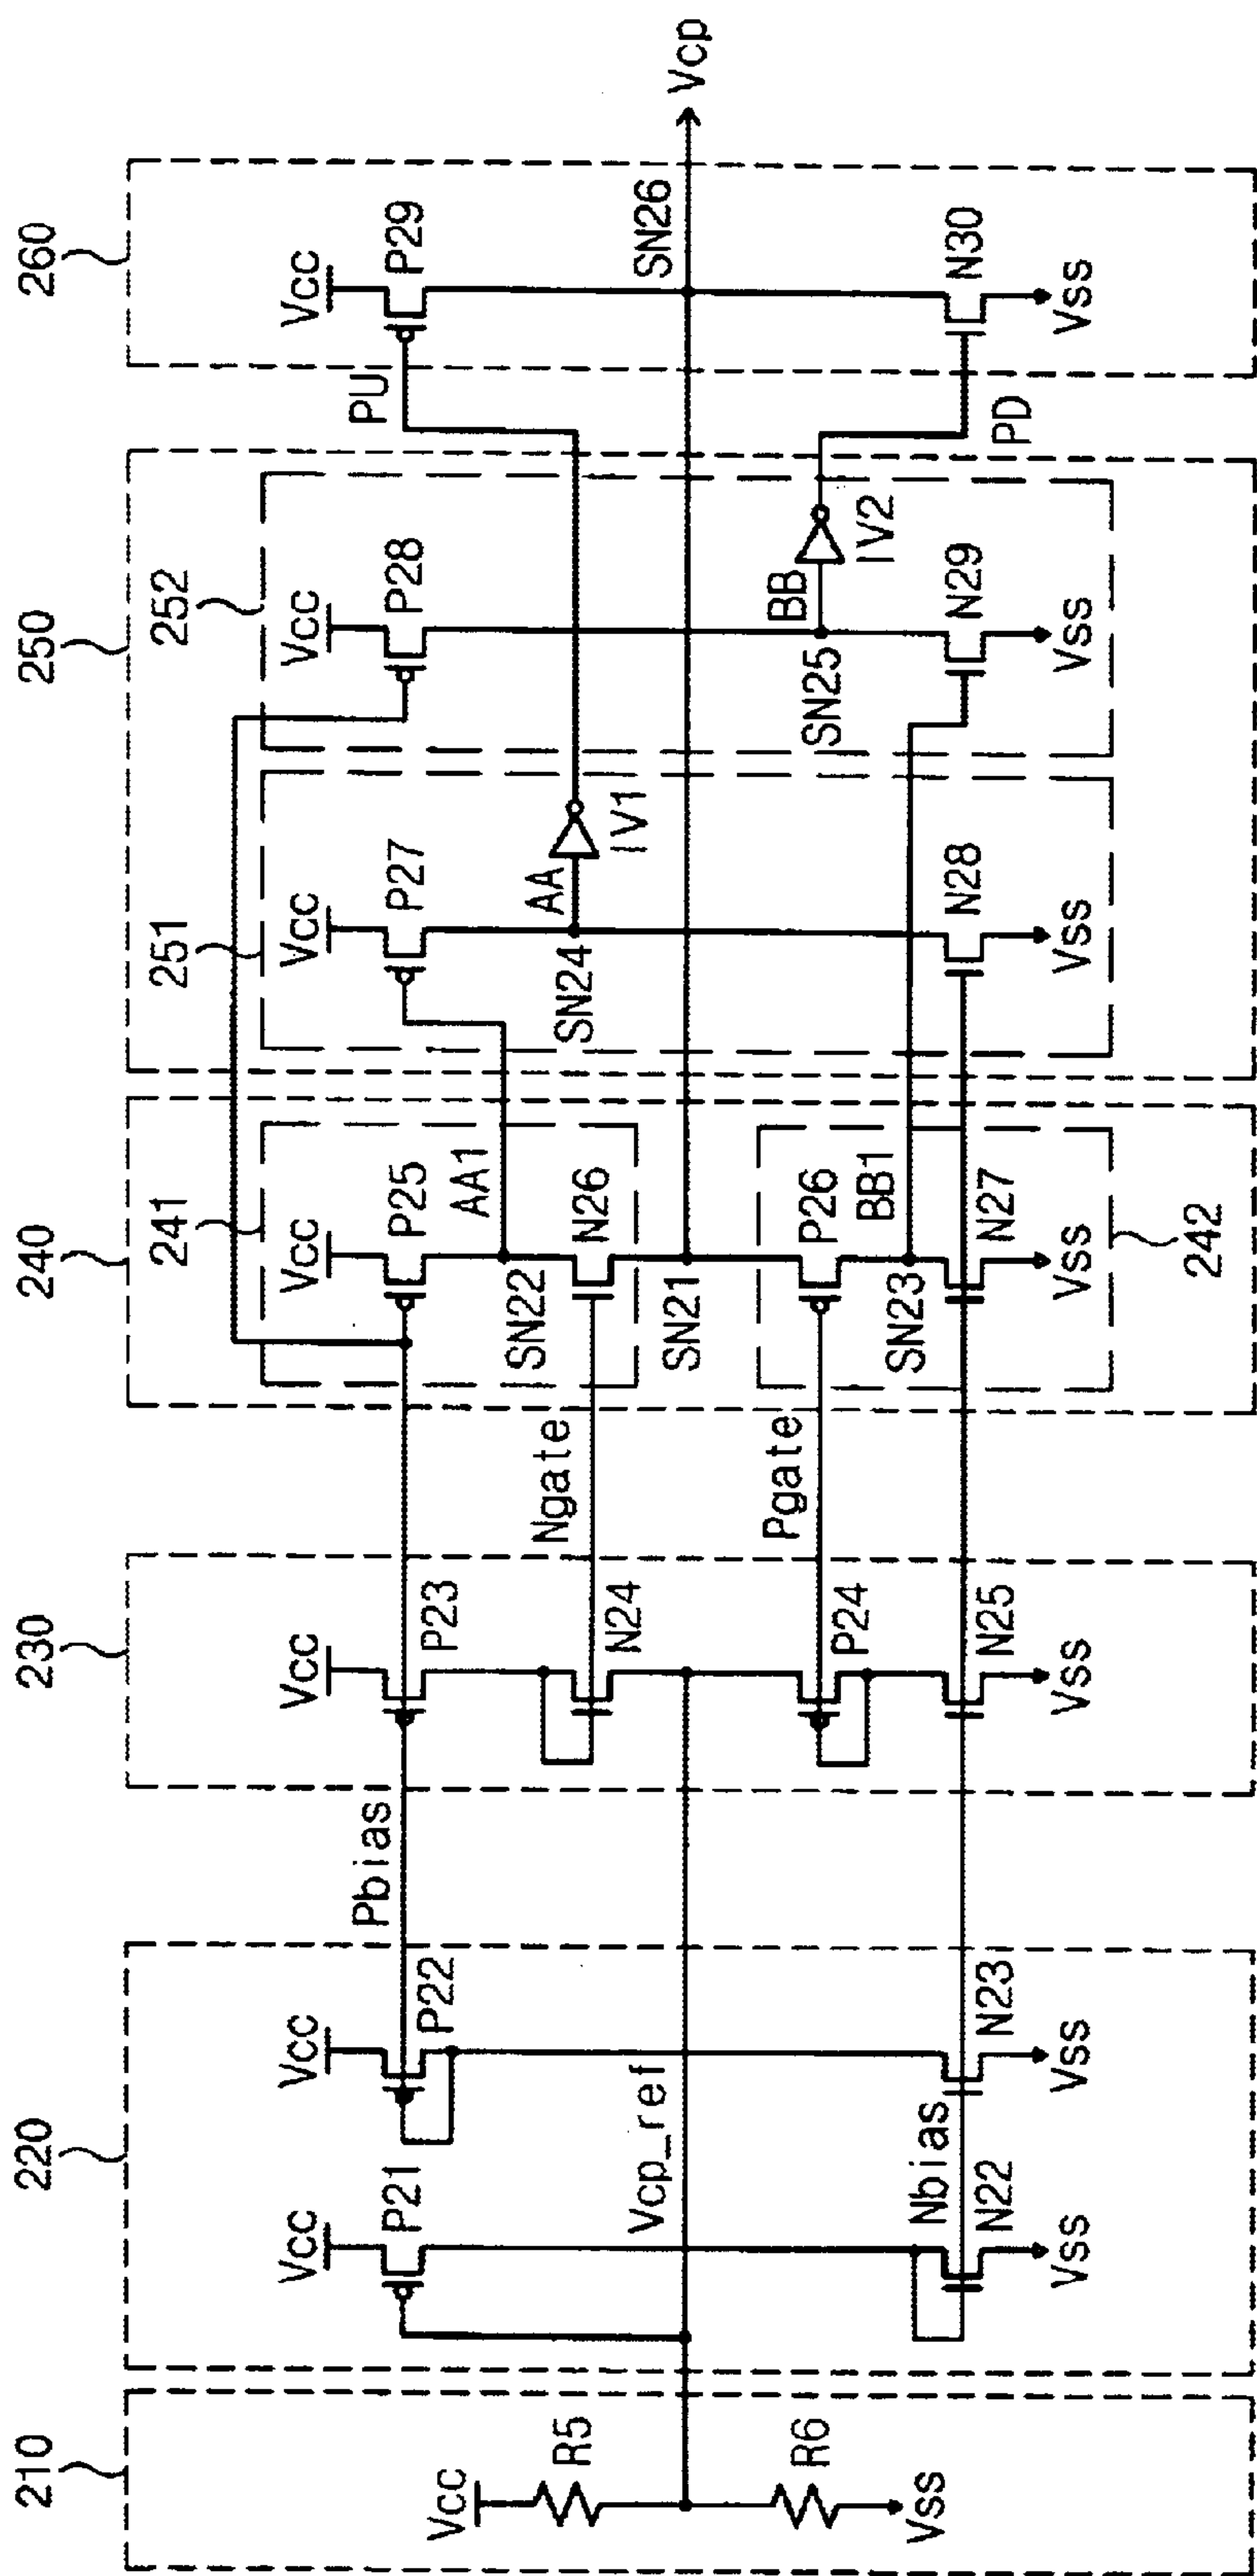 210
Vcc
R5
R6
Vss
220
Vcc
P21
Vcc
P22
Vcp_ref
Nbias
N22
Vss
N23
Vss
Pbias
230
Vcc
P23
N24
P24
N25
Vss
Ngate
Pgate
240
241
Vcc
P25
AA1
SN22
N26
SN21
P26
BB1
SN23
N27
Vss
242
250
251
Vcc
P27
AA
SN24
IV1
N28
Vss
252
Vcc
P28
BB
SN25
IV2
N29
Vss
PU
PD
260
Vcc
P29
SN26
N30
Vss
Vcp